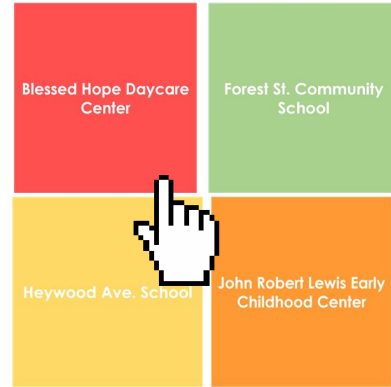 Blessed Hope Daycare
Center
Forest St. Community
School
Heywood Ave. School
John Robert Lewis Early
Childhood Center